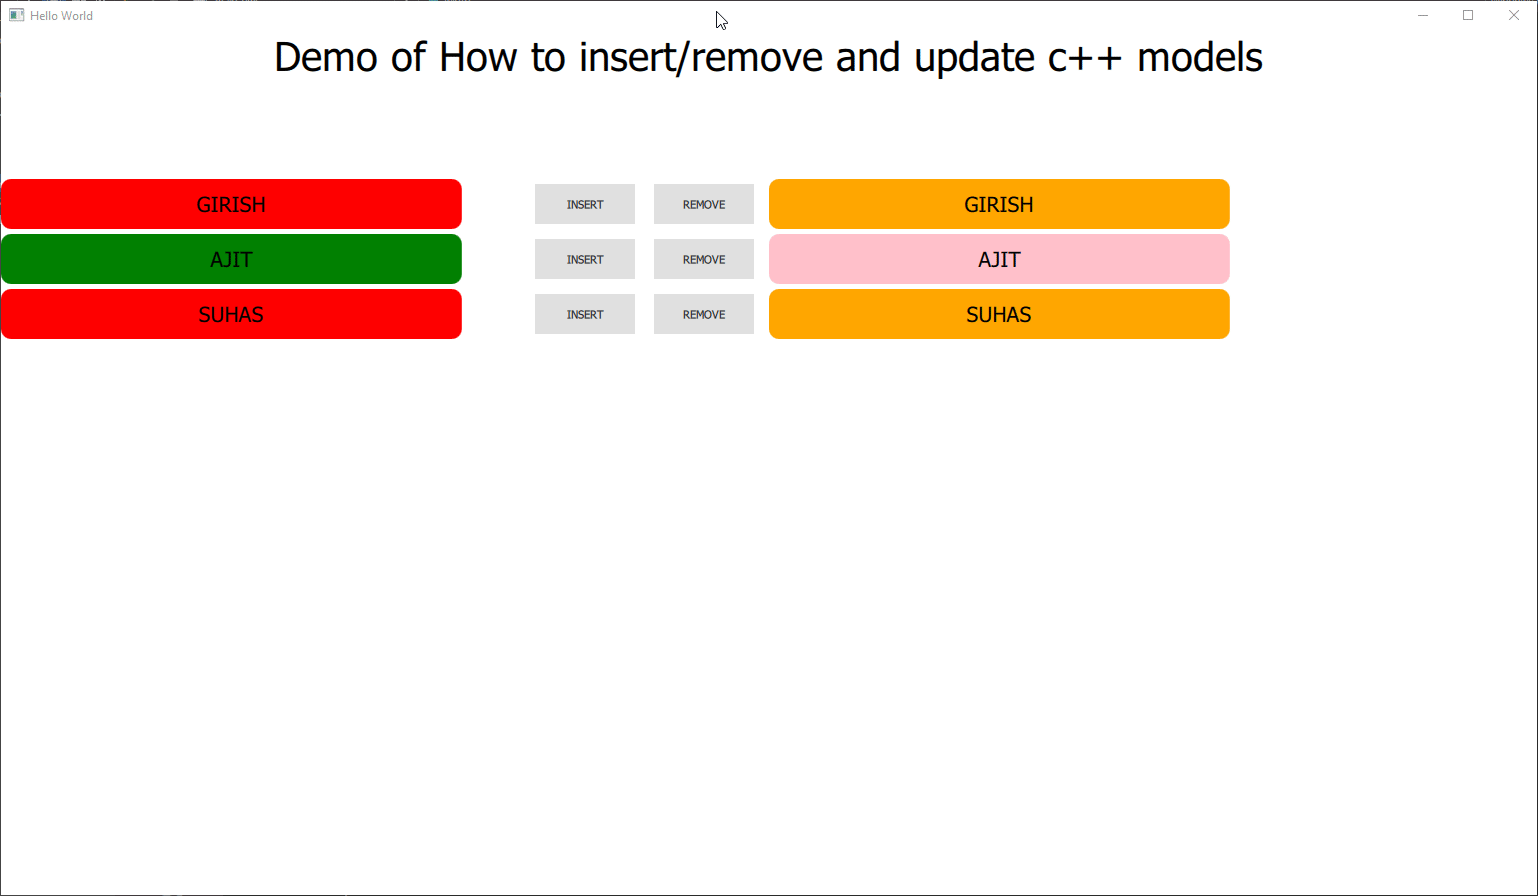 Hello World
Demo of How to insert/remove and update c++ models
GIRISH INSERT REMOVE GIRISH
AJIT INSERT REMOVE AJIT
SUHAS INSERT REMOVE SUHAS